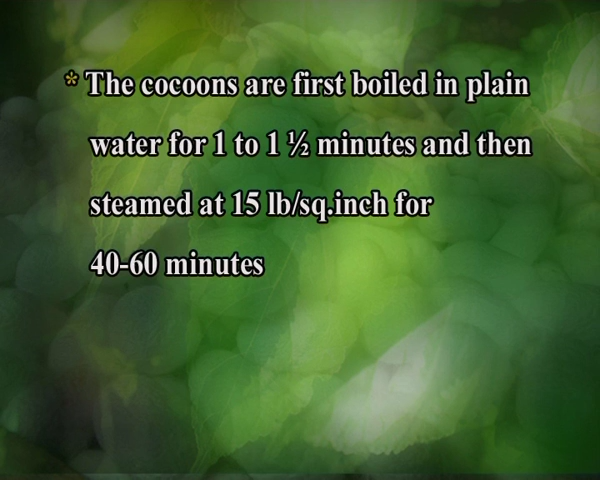 * The cocoons are first boiled in plain
water for 1 to 1 ½ minutes and then
steamed at 15 lb/sq.inch for
40-60 minutes